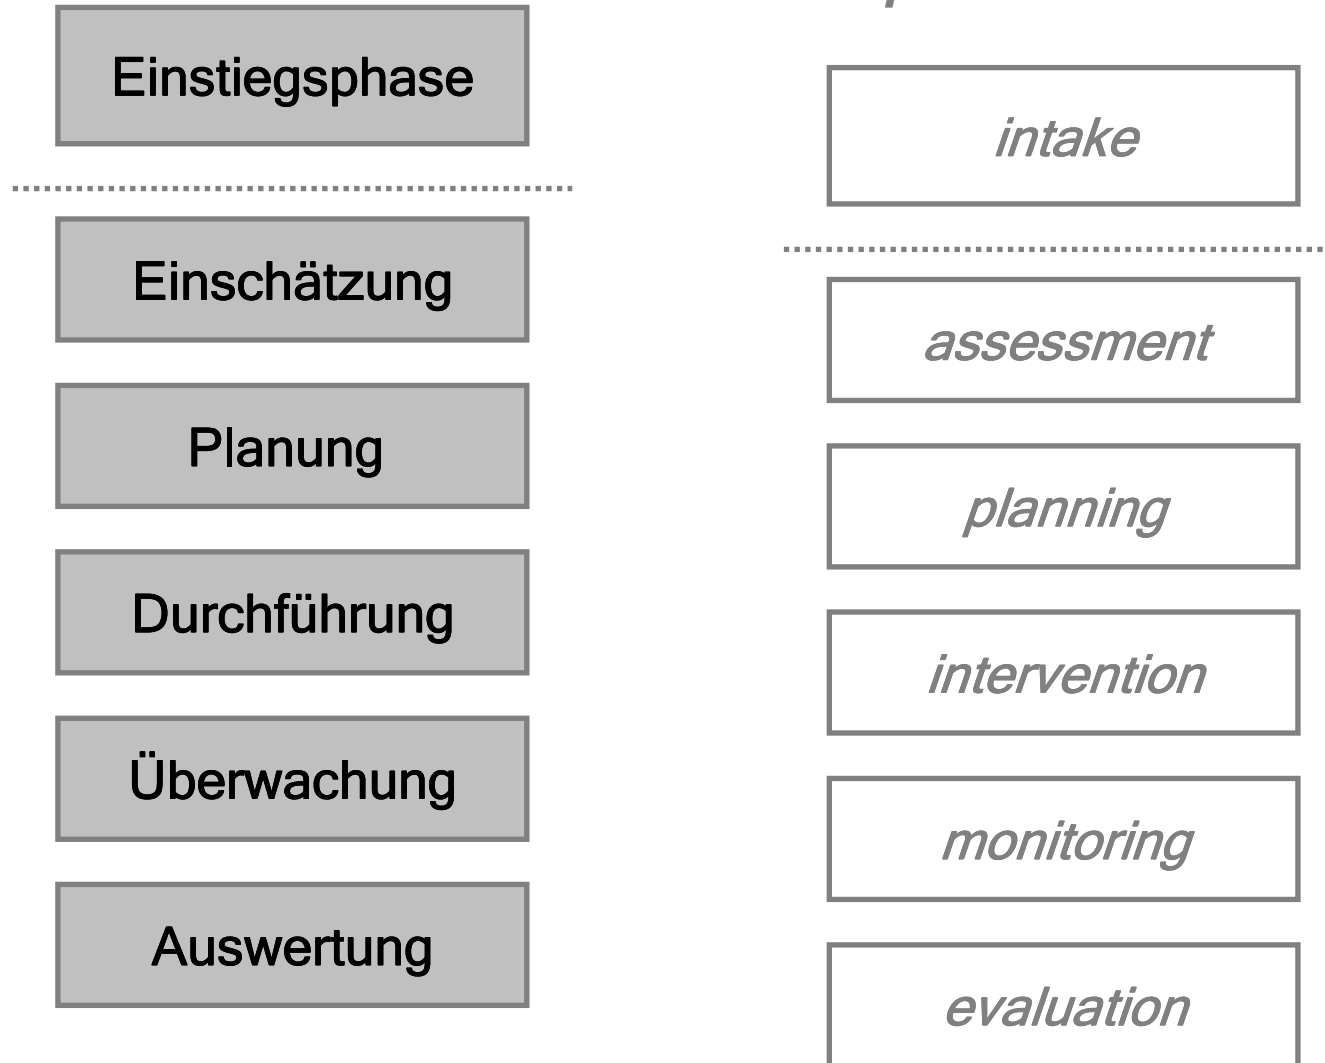 Einstiegsphase
Einschätzung
Planung
Durchführung
Überwachung
Auswertung
intake
assessment
planning
intervention
monitoring
evaluation